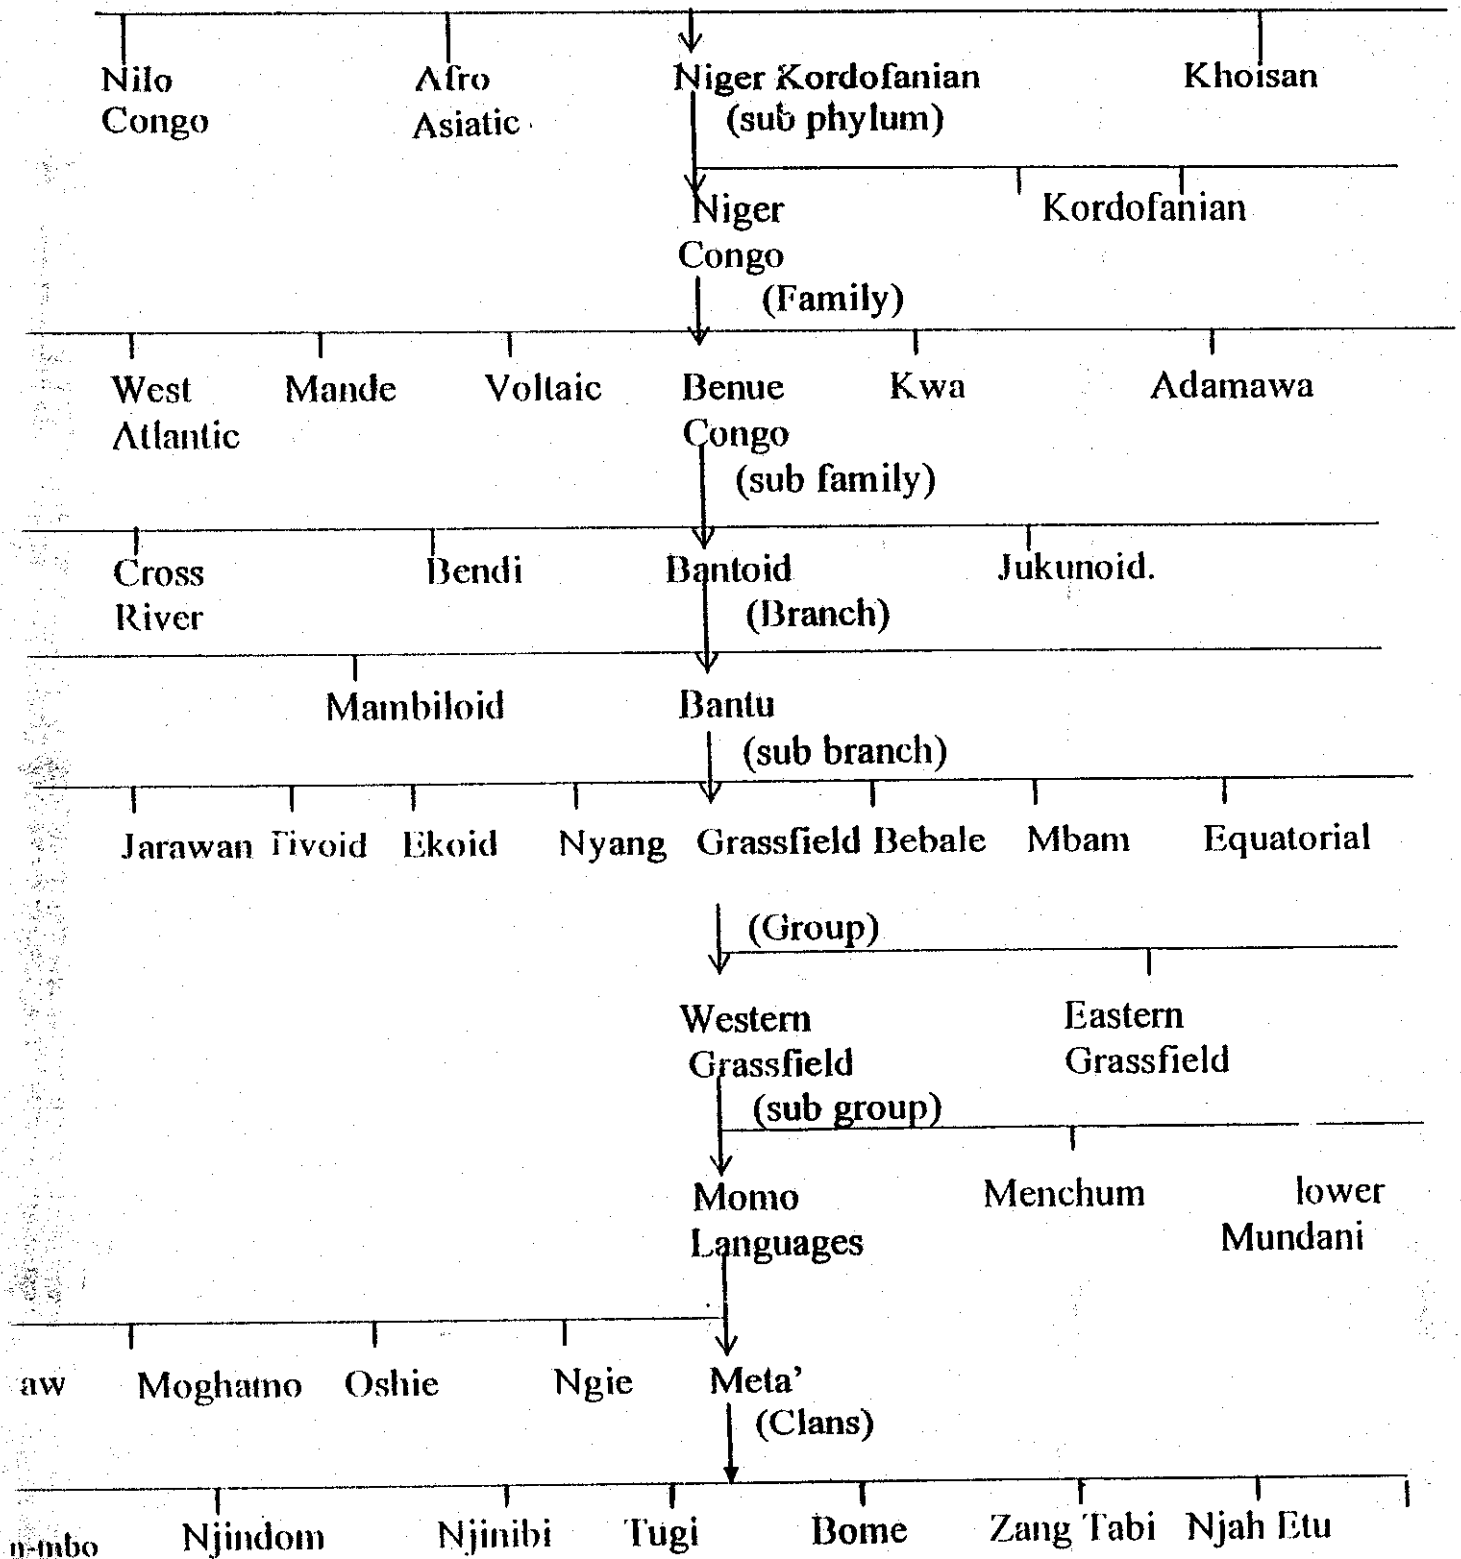 Nilo Afro Niger Kordofanian Khoisan
Congo Asiatic (sub phylum)
Niger Kordofanian
Congo
(Family)
West Mande Voltaic Benue Kwa Adamawa
Atlantic Congo
(sub family)
Cross Bendi Bantoid Jukunoid.
River (Branch)
Mambiloid Bantu
(sub branch)
Jarawan Tivoid Ekoid Nyang Grassfield Bebale Mbam Equatorial
(Group)
Western Eastern
Grassfield Grassfield
(sub group)
Momo Menchum lower
Languages Mundani
aw Moghamo Oshie Ngie Meta’
(Clans)
n-mbo Njindom Njinibi Tugi Bome Zang Tabi Njah Etu